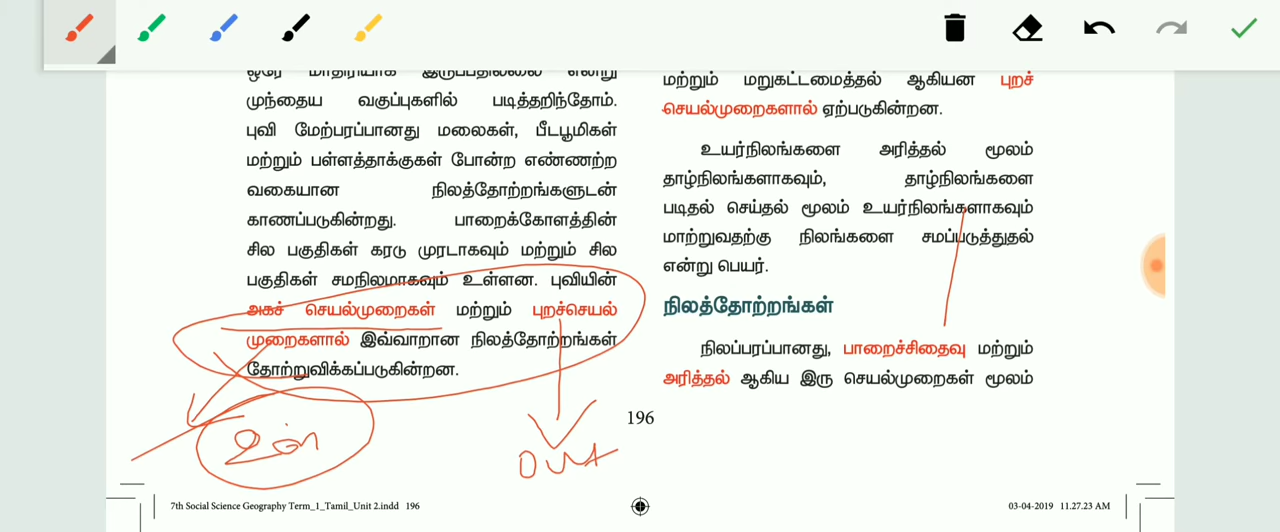 ஒரே மாதிரியாக இருப்பதில்லை என்று
முந்தைய வகுப்புகளில் படித்தறிந்தோம்.
புவி மேற்பரப்பானது மலைகள், பீடபூமிகள்
மற்றும் பள்ளத்தாக்குகள் போன்ற எண்ணற்ற
வகையான நிலத்தோற்றங்களுடன்
காணப்படுகின்றது. பாறைக்கோளத்தின்
சில பகுதிகள் கரடு முரடாகவும் மற்றும் சில
பகுதிகள் சமநிலமாகவும் உள்ளன. புவியின்
அகச் செயல்முறைகள் மற்றும் புறச்செயல்
முறைகளால் இவ்வாறான நிலத்தோற்றங்கள்
தோற்றுவிக்கப்படுகின்றன.
உள்
மற்றும் மறுகட்டமைத்தல் ஆகியன புறச்
செயல்முறைகளால் ஏற்படுகின்றன.
உயர்நிலங்களை அரித்தல் மூலம்
தாழ்நிலங்களாகவும், தாழ்நிலங்களை
படிதல் செய்தல் மூலம் உயர்நிலங்களாகவும்
மாற்றுவதற்கு நிலங்களை சமப்படுத்துதல்
என்று பெயர்.
நிலத்தோற்றங்கள்
நிலப்பரப்பானது, பாறைச்சிதைவு மற்றும்
அரித்தல் ஆகிய இரு செயல்முறைகள் மூலம்
196
7th Social Science Geography Term_1_Tamil_Unit 2.indd 196
03-04-2019 11.27.23 AM